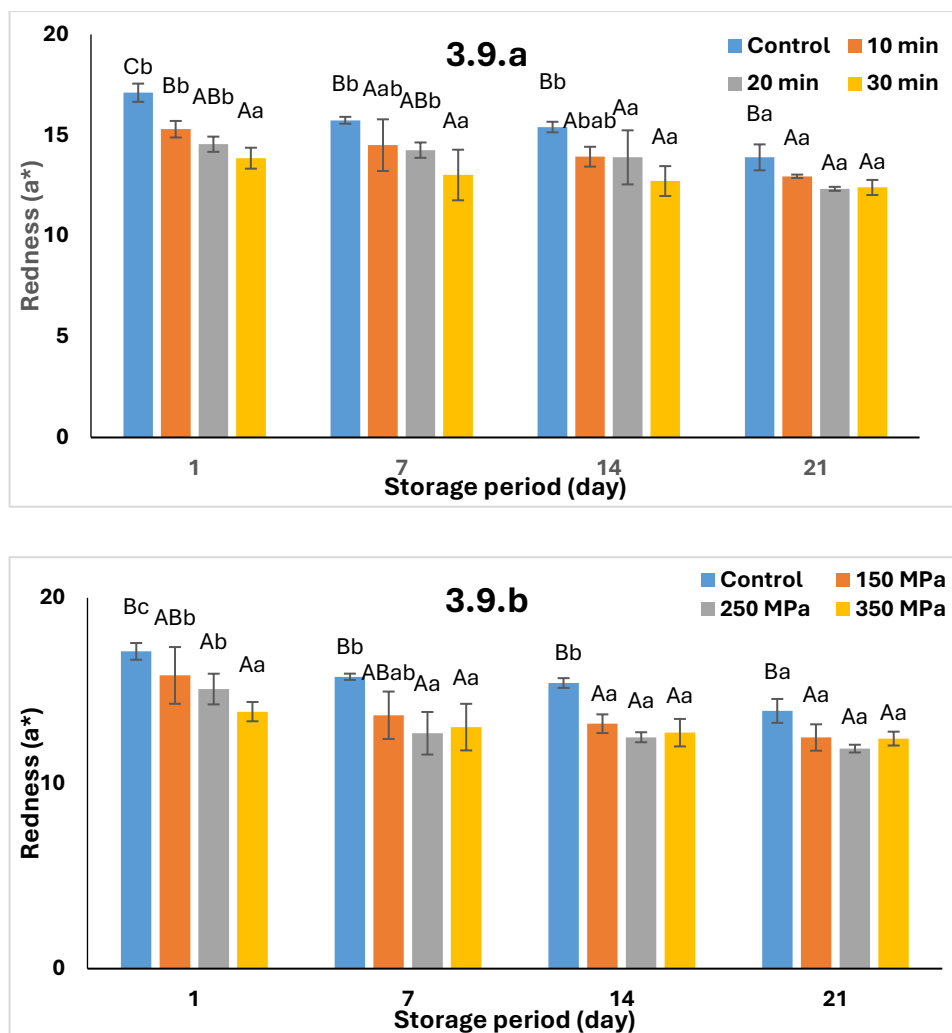 20
3.9.a
Control 10 min
20 min 30 min
Cb Bb ABb Aa Bb Aab ABb Aa Bb Abab Aa Aa Ba Aa Aa Aa
15
10
5
0
Redness (a*)
1 7 14 21
Storage period (day)
20
3.9.b
Control 150 MPa
250 MPa 350 MPa
Bc ABb Ab Aa Bb ABab Aa Aa Bb Aa Aa Aa Ba Aa Aa Aa
10
0
Redness (a*)
1 7 14 21
Storage period (day)